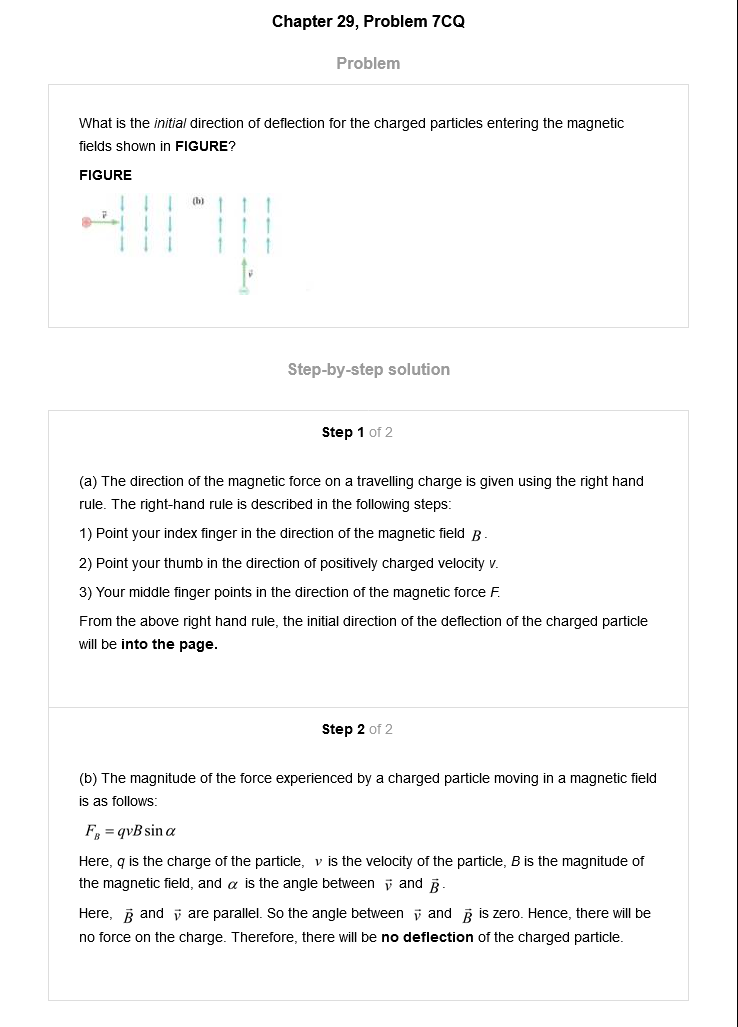 Chapter 29, Problem 7CQ
Problem
What is the initial direction of deflection for the charged particles entering the magnetic
fields shown in FIGURE?
FIGURE
(b)
v⃗
v⃗
Step-by-step solution
Step 1 of 2
(a) The direction of the magnetic force on a travelling charge is given using the right hand
rule. The right-hand rule is described in the following steps:
1) Point your index finger in the direction of the magnetic field B.
2) Point your thumb in the direction of positively charged velocity v.
3) Your middle finger points in the direction of the magnetic force F.
From the above right hand rule, the initial direction of the deflection of the charged particle
will be into the page.
Step 2 of 2
(b) The magnitude of the force experienced by a charged particle moving in a magnetic field
is as follows:
F_B = qvB sin α
Here, q is the charge of the particle, v is the velocity of the particle, B is the magnitude of
the magnetic field, and α is the angle between v⃗ and B⃗.
Here, B⃗ and v⃗ are parallel. So the angle between v⃗ and B⃗ is zero. Hence, there will be
no force on the charge. Therefore, there will be no deflection of the charged particle.